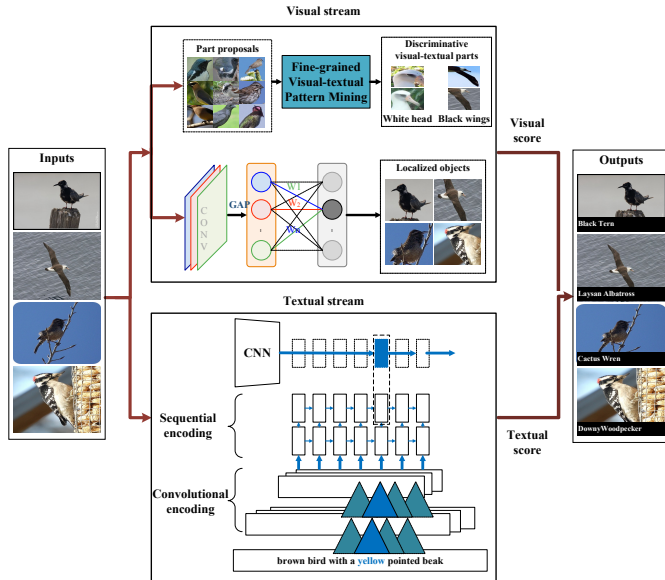 Visual stream
Inputs
Part proposals
Fine-grained
Visual-textual
Pattern Mining
Discriminative
visual-textual parts
White head
Black wings
CONV
GAP
W1
W2
Wn
Localized objects
Visual
score
Outputs
Black Tern
Laysan Albatross
Cactus Wren
DownyWoodpecker
Textual stream
CNN
Sequential
encoding
Convolutional
encoding
Textual
score
brown bird with a yellow pointed beak